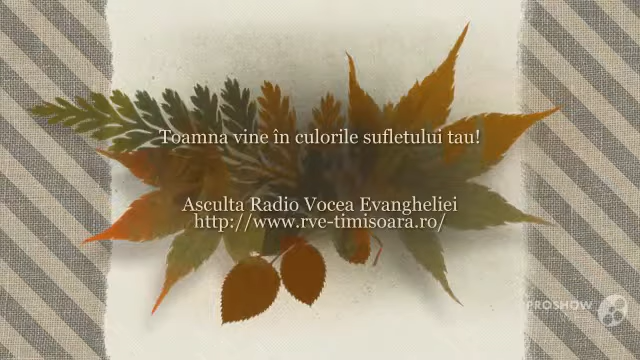 Toamna vine în culorile sufletului tau!
Asculta Radio Vocea Evangheliei
http://www.rve-timisoara.ro/
PROSHOW